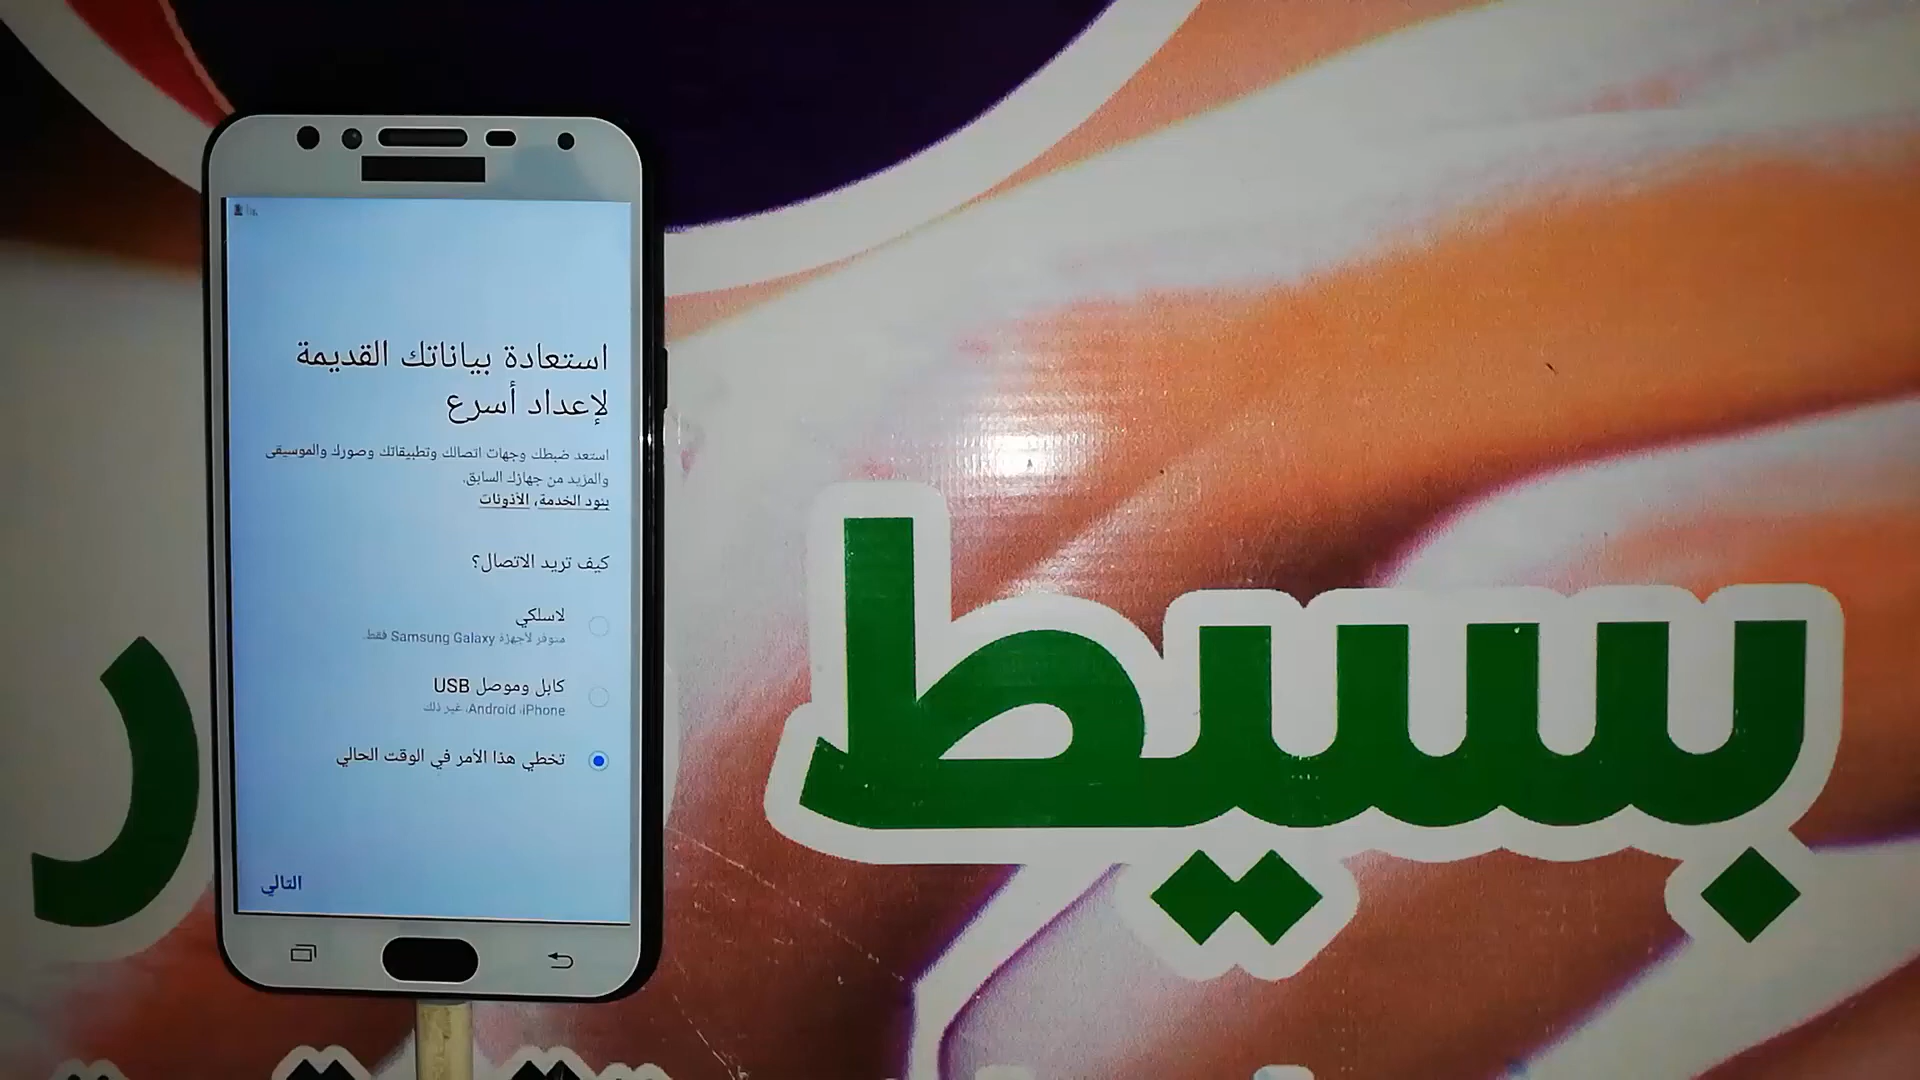 استعادة بياناتك القديمة
لإعداد أسرع
استعد ضبطك وجهات اتصالك وتطبيقاتك وصورك والموسيقى
والمزيد من جهازك السابق.
بنود الخدمة، الأذونات
كيف تريد الاتصال؟
لاسلكي
متوفر لأجهزة Samsung Galaxy فقط.
كابل وموصل USB
iPhone، Android، غير ذلك
تخطي هذا الأمر في الوقت الحالي
التالي
بسيط